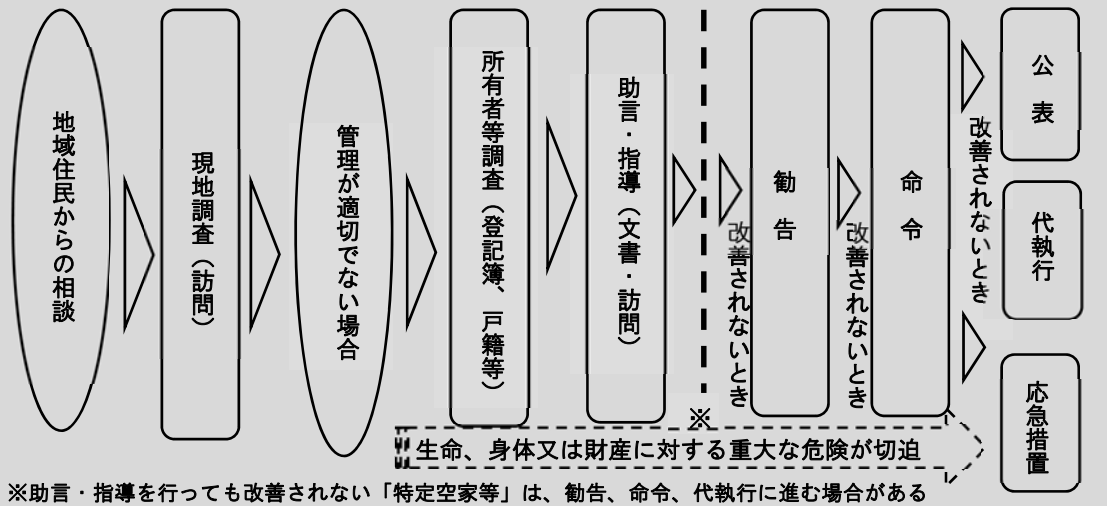 地域住民からの相談
現地調査（訪問）
管理が適切でない場合
所有者等調査（登記簿、戸籍等）
助言・指導（文書・訪問）
※
改善されないとき
勧告
改善されないとき
命令
改善されないとき
公表
代執行
応急措置
生命、身体又は財産に対する重大な危険が切迫
※助言・指導を行っても改善されない「特定空家等」は、勧告、命令、代執行に進む場合がある